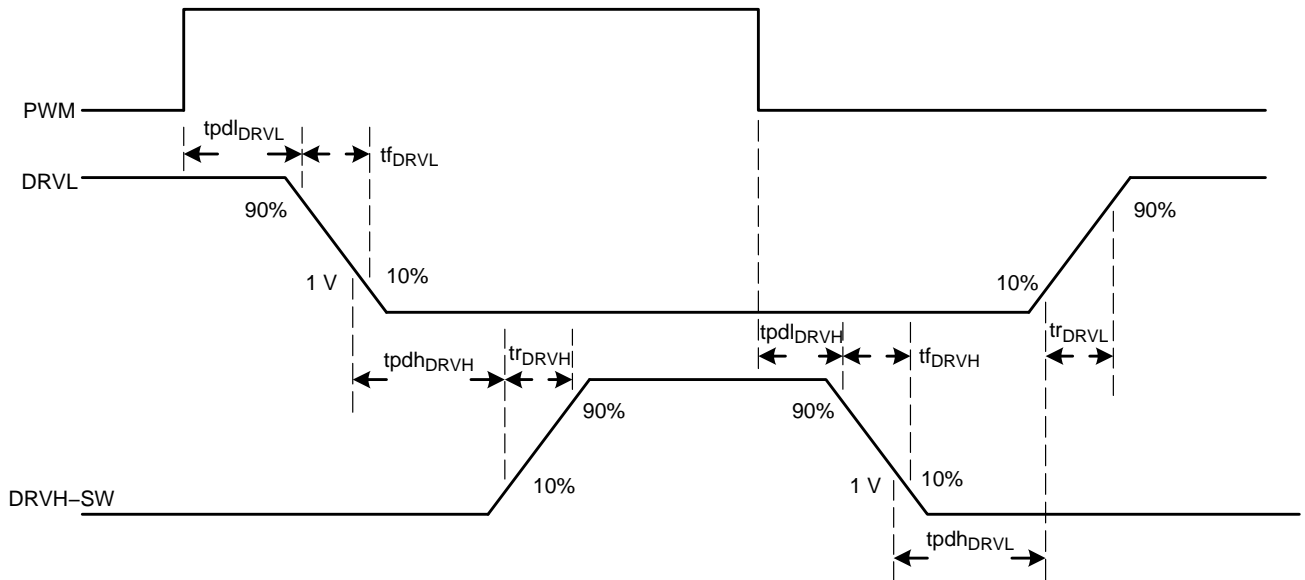 PWM
tpdlDRVL
tfDRVL
DRVL
90%
90%
1 V
10%
10%
tpdlDRVH
trDRVL
tpdhDRVH
trDRVH
tfDRVH
90%
90%
10%
1 V
10%
DRVH–SW
tpdhDRVL